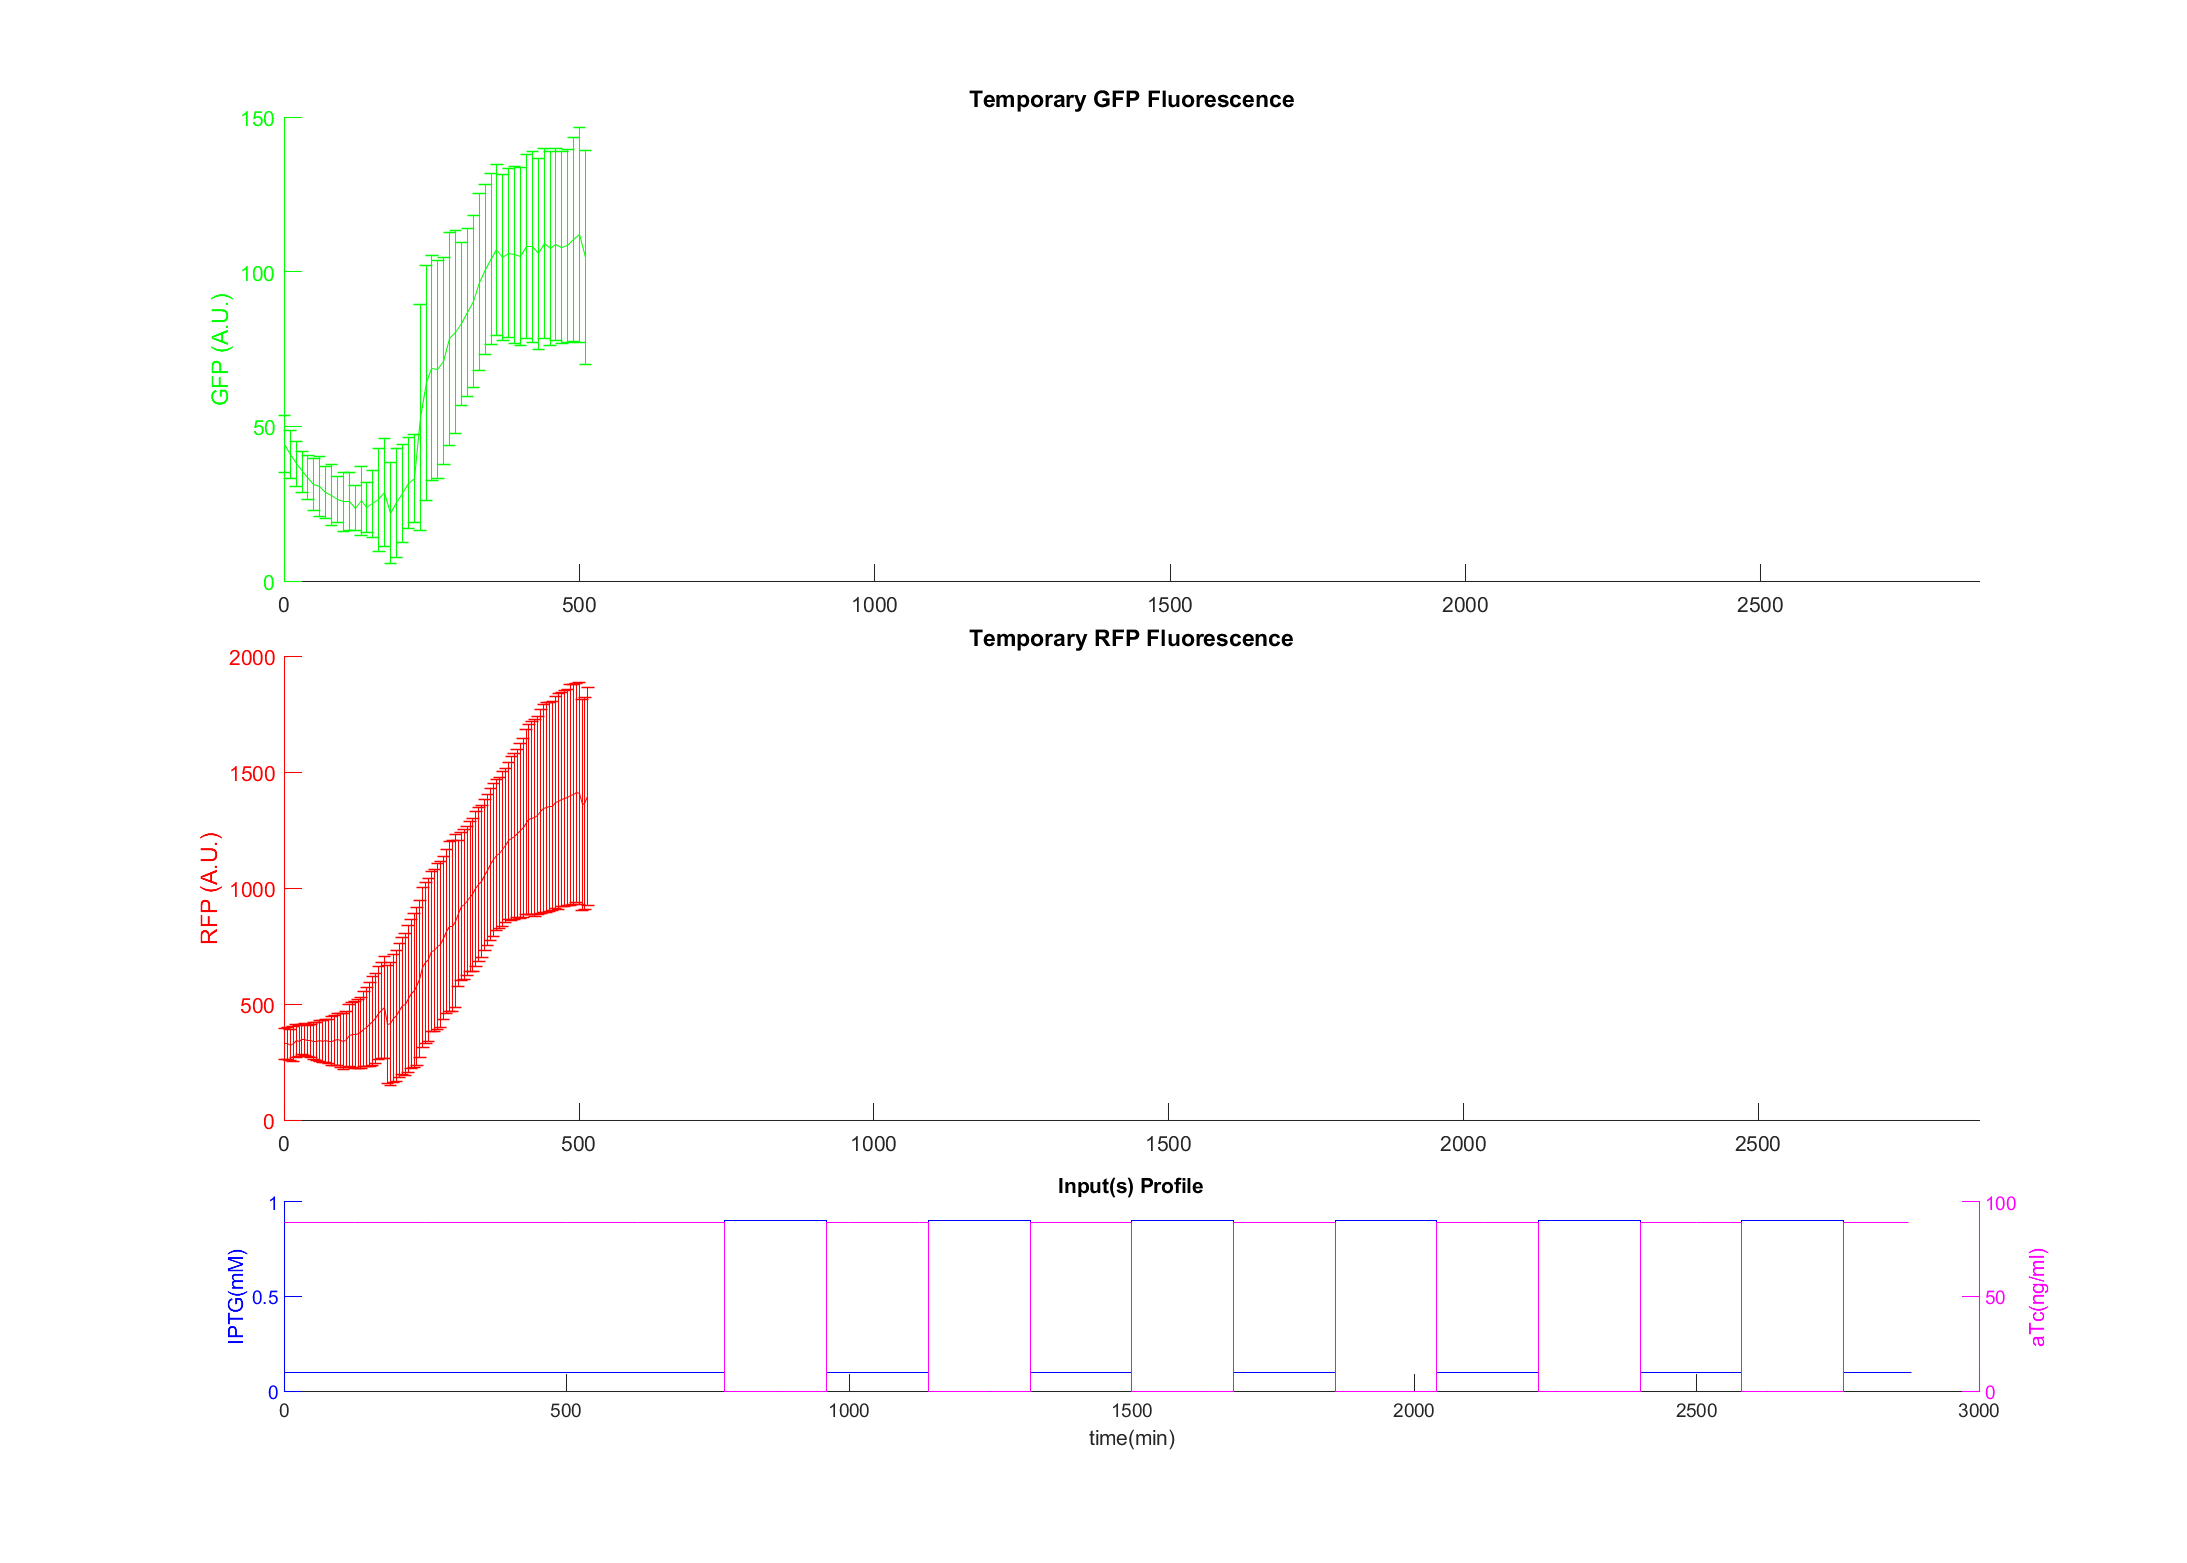 Temporary GFP Fluorescence
150
100
50
0
GFP (A.U.)
0 500 1000 1500 2000 2500
Temporary RFP Fluorescence
2000
1500
1000
500
0
RFP (A.U.)
0 500 1000 1500 2000 2500
Input(s) Profile
1
0.5
0
IPTG(mM)
100
50
0
aTc(ng/ml)
0 500 1000 1500 2000 2500 3000
time(min)